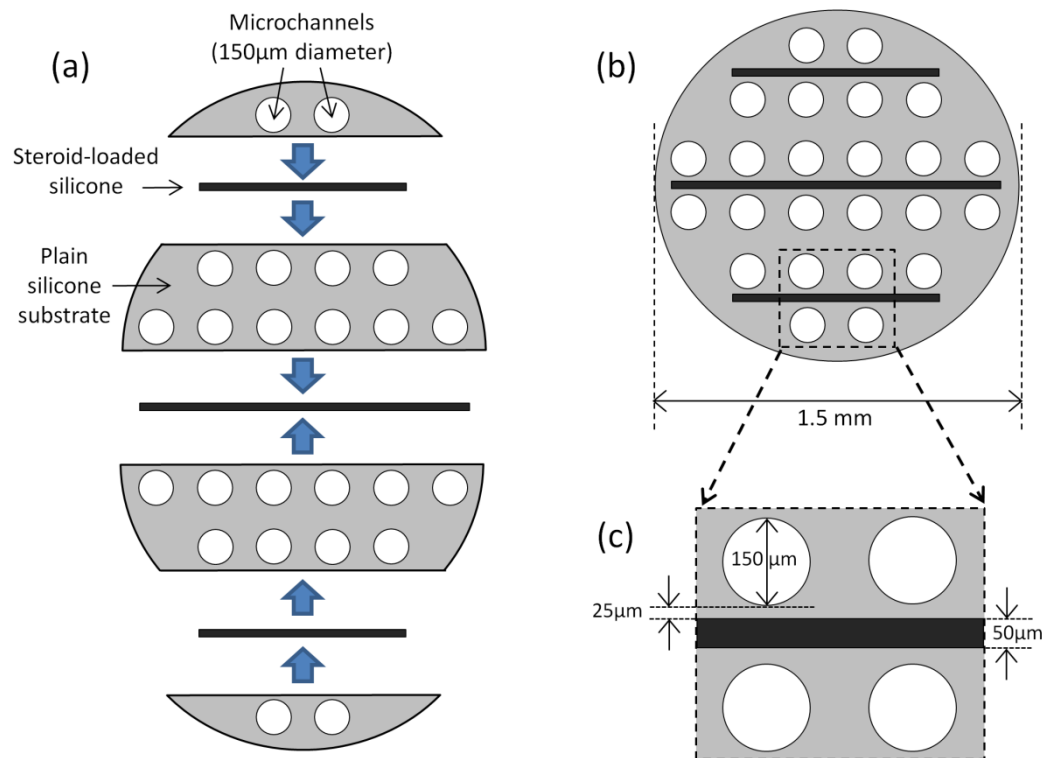 (a)
Microchannels
(150µm diameter)
Steroid-loaded
silicone
Plain
silicone
substrate
(b)
1.5 mm
(c)
150 µm
25µm
50µm